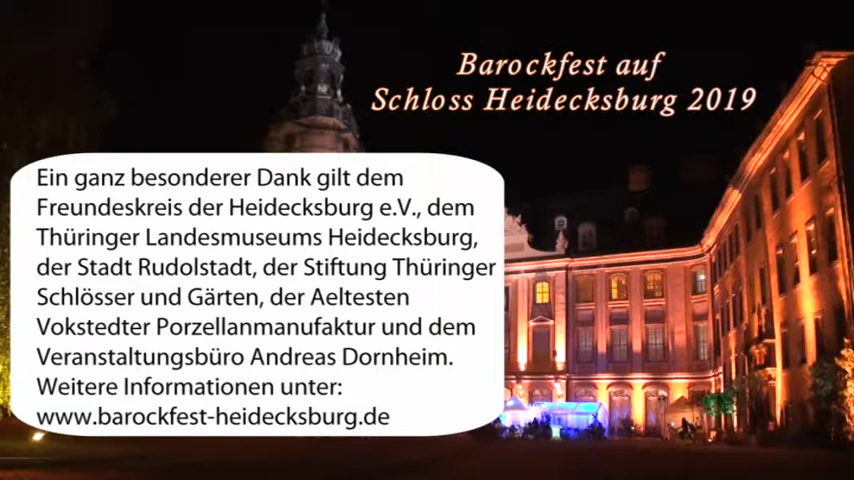 Barockfest auf
Schloss Heidecksburg 2019
Ein ganz besonderer Dank gilt dem
Freundeskreis der Heidecksburg e.V., dem
Thüringer Landesmuseums Heidecksburg,
der Stadt Rudolstadt, der Stiftung Thüringer
Schlösser und Gärten, der Aeltesten
Vokstedter Porzellanmanufaktur und dem
Veranstaltungsbüro Andreas Dornheim.
Weitere Informationen unter:
www.barockfest-heidecksburg.de